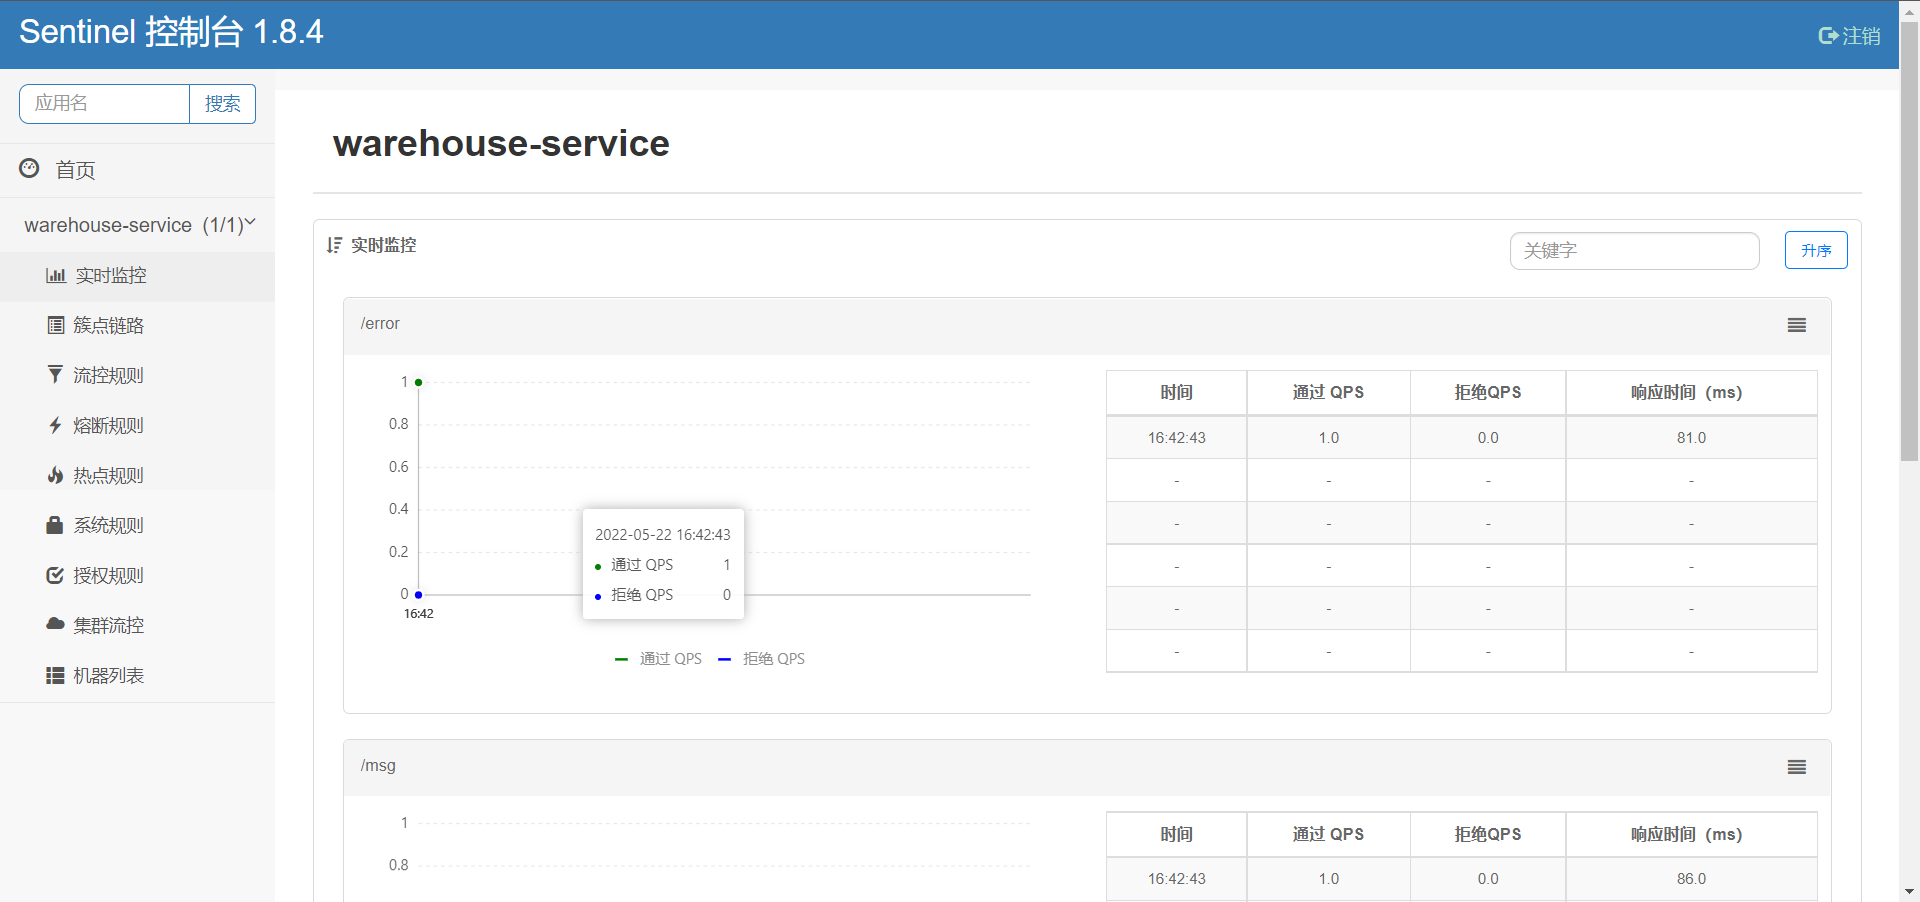 Sentinel 控制台 1.8.4
注销
应用名 搜索
首页
warehouse-service (1/1)
实时监控
簇点链路
流控规则
熔断规则
热点规则
系统规则
授权规则
集群流控
机器列表
warehouse-service
实时监控
关键字 升序
/error
1
0.8
0.6
0.4
0.2
0
16:42
2022-05-22 16:42:43
通过 QPS 1
拒绝 QPS 0
通过 QPS 拒绝 QPS
时间 通过 QPS 拒绝QPS 响应时间（ms）
16:42:43 1.0 0.0 81.0
- - - -
- - - -
- - - -
- - - -
- - - -
/msg
1
0.8
时间 通过 QPS 拒绝QPS 响应时间（ms）
16:42:43 1.0 0.0 86.0